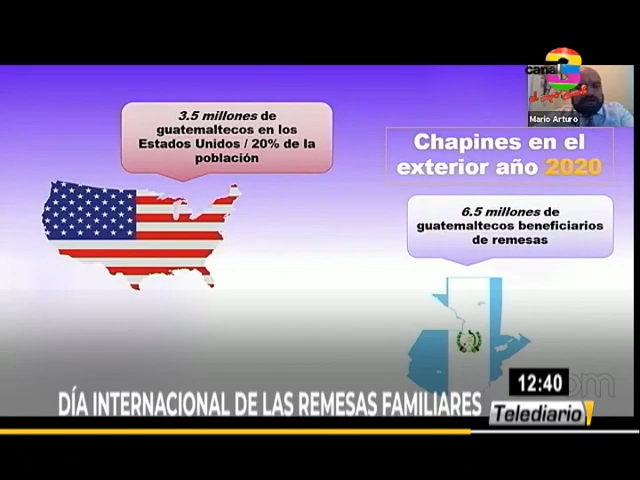 canal 3
Mario Arturo
3.5 millones de
guatemaltecos en los
Estados Unidos / 20% de la
población
Chapines en el
exterior año 2020
6.5 millones de
guatemaltecos beneficiarios
de remesas
12:40
om
DÍA INTERNACIONAL DE LAS REMESAS FAMILIARES
Telediario